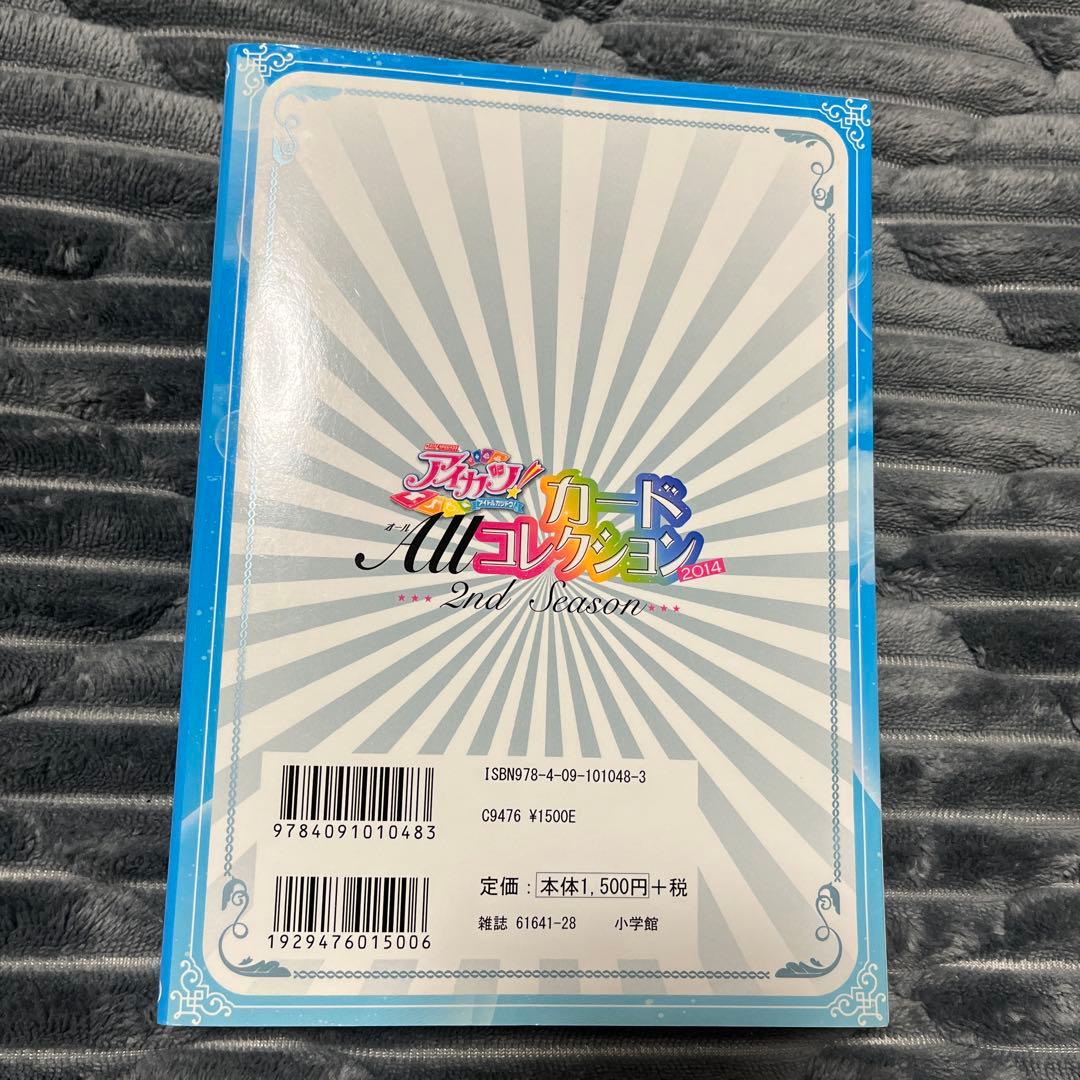 アイカツ!
アイドルカツドウ!
カード
オール
Allコレクション
2014
2nd Season
ISBN978-4-09-101048-3
C9476 ¥1500E
9784091010483
定価:本体1,500円+税
雑誌 61641-28 小学館
1929476015006